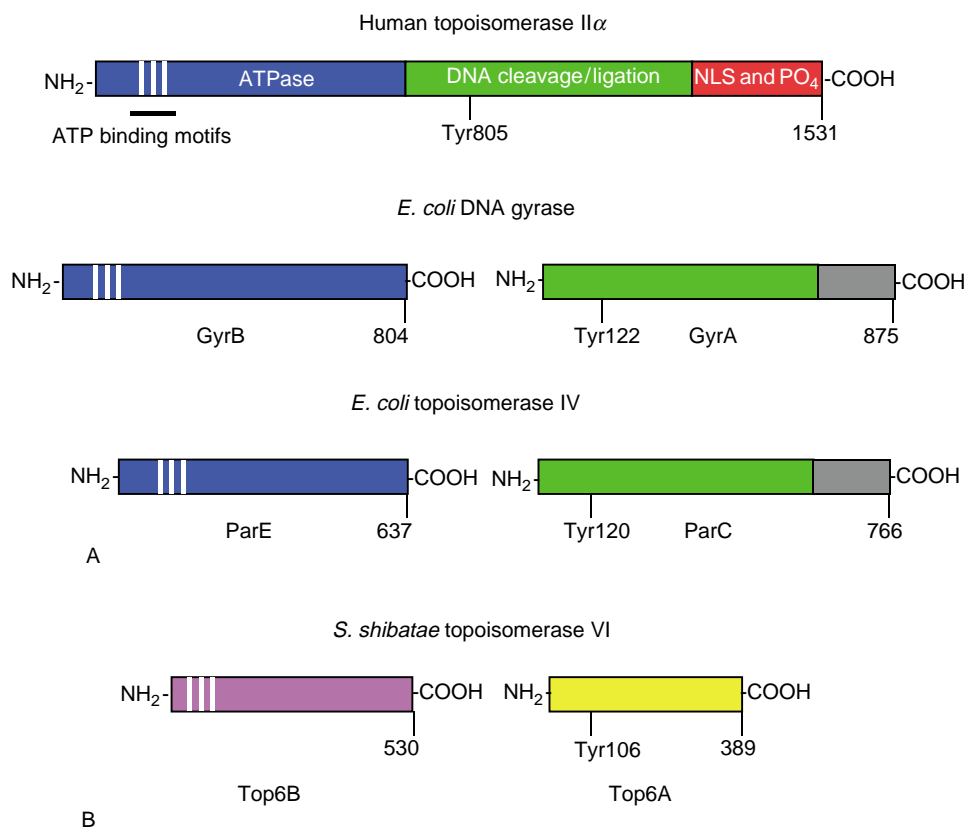 Human topoisomerase IIα
NH2- ATPase DNA cleavage/ligation NLS and PO4 -COOH
ATP binding motifs Tyr805 1531
E. coli DNA gyrase
NH2- -COOH NH2- -COOH
GyrB 804 Tyr122 GyrA 875
E. coli topoisomerase IV
NH2- -COOH NH2- -COOH
ParE 637 Tyr120 ParC 766
A
S. shibatae topoisomerase VI
NH2- -COOH NH2- -COOH
530 Tyr106 389
Top6B Top6A
B